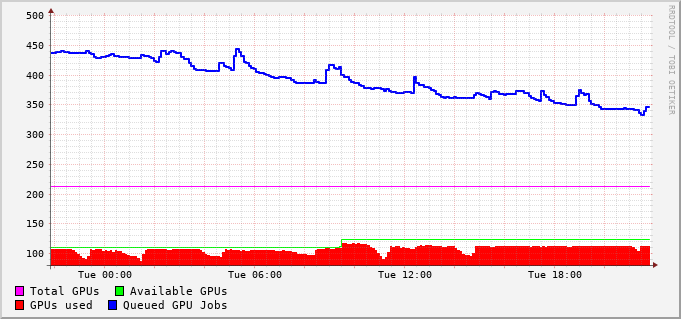 500
450
400
350
300
250
200
150
100
Tue 00:00 Tue 06:00 Tue 12:00 Tue 18:00
Total GPUs Available GPUs
GPUs used Queued GPU Jobs
RRDTOOL / TOBI OETIKER